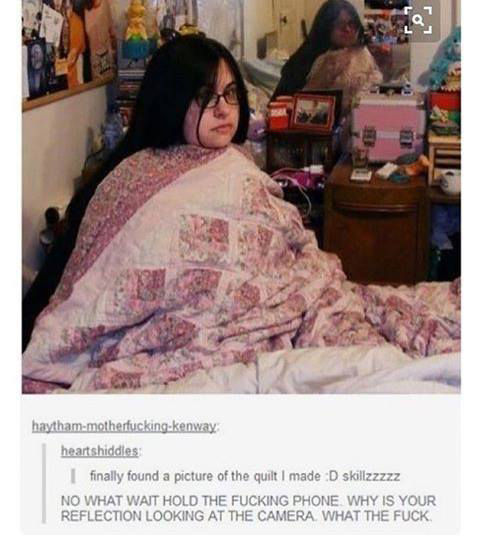 haytham-motherfucking-kenway:
heartshiddles:
finally found a picture of the quilt I made :D skillzzzzz
NO WHAT WAIT HOLD THE FUCKING PHONE. WHY IS YOUR
REFLECTION LOOKING AT THE CAMERA. WHAT THE FUCK.